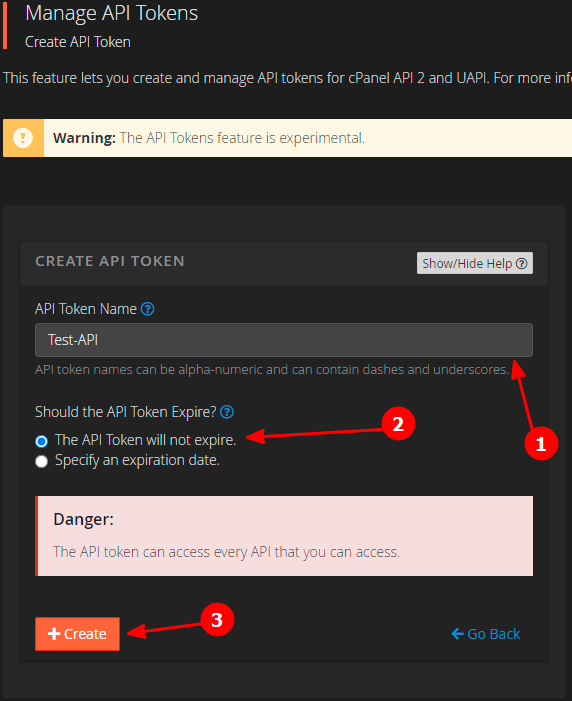 Manage API Tokens
Create API Token
This feature lets you create and manage API tokens for cPanel API 2 and UAPI. For more
Warning: The API Tokens feature is experimental.
CREATE API TOKEN
Show/Hide Help
API Token Name
Test-API
API token names can be alpha-numeric and can contain dashes and underscores.
1
Should the API Token Expire?
2
The API Token will not expire.
Specify an expiration date.
Danger:
The API token can access every API that you can access.
3
Create
Go Back